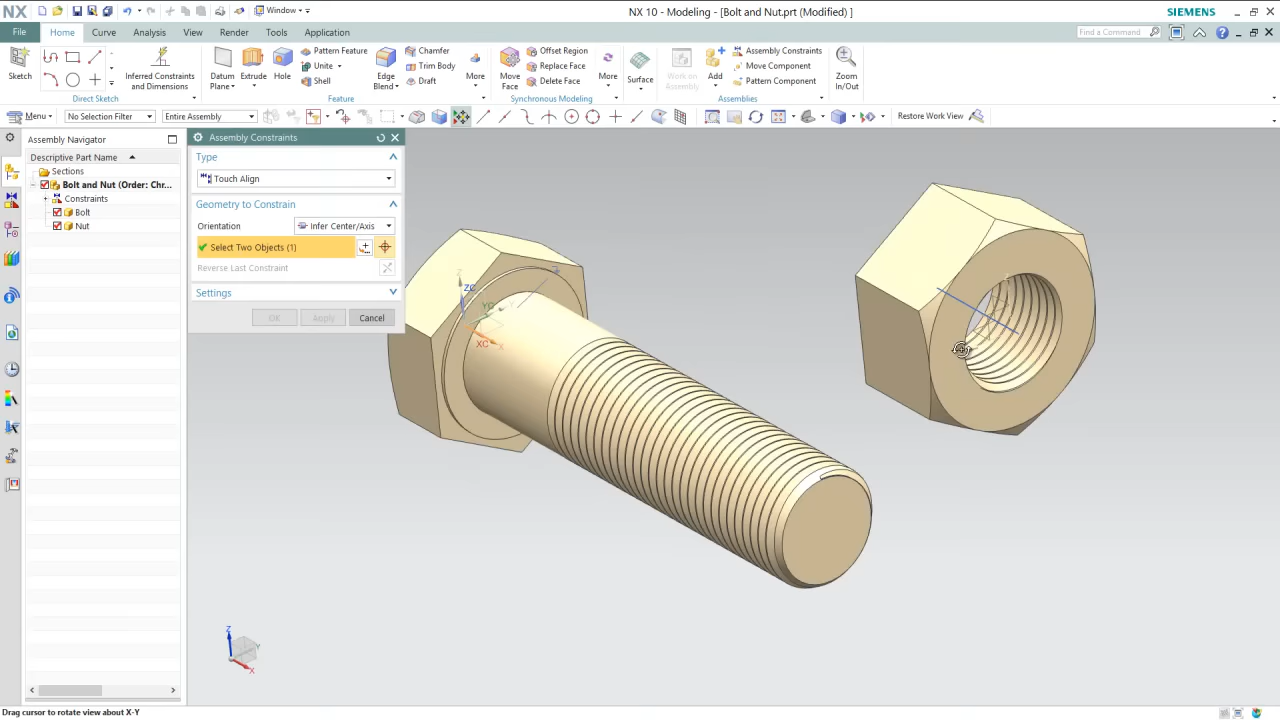 NX
Window
NX 10 - Modeling - [Bolt and Nut.prt (Modified) ]
SIEMENS
File
Home
Curve
Analysis
View
Render
Tools
Application
Find a Command
Sketch
Inferred Constraints and Dimensions
Direct Sketch
Datum Plane
Extrude
Hole
Pattern Feature
Unite
Shell
Edge Blend
Chamfer
Trim Body
Draft
More
Feature
Move Face
Offset Region
Replace Face
Delete Face
More
Synchronous Modeling
Surface
Work on Assembly
Add
Assembly Constraints
Move Component
Pattern Component
Assemblies
Zoom In/Out
Menu
No Selection Filter
Entire Assembly
Restore Work View
Assembly Navigator
Descriptive Part Name
Sections
Bolt and Nut (Order: Chr...
Constraints
Bolt
Nut
Assembly Constraints
Type
Touch Align
Geometry to Constrain
Orientation
Infer Center/Axis
Select Two Objects (1)
Reverse Last Constraint
Settings
OK
Apply
Cancel
Z
ZC
YC
Y
XC
X
Z
Y
X
Drag cursor to rotate view about X-Y